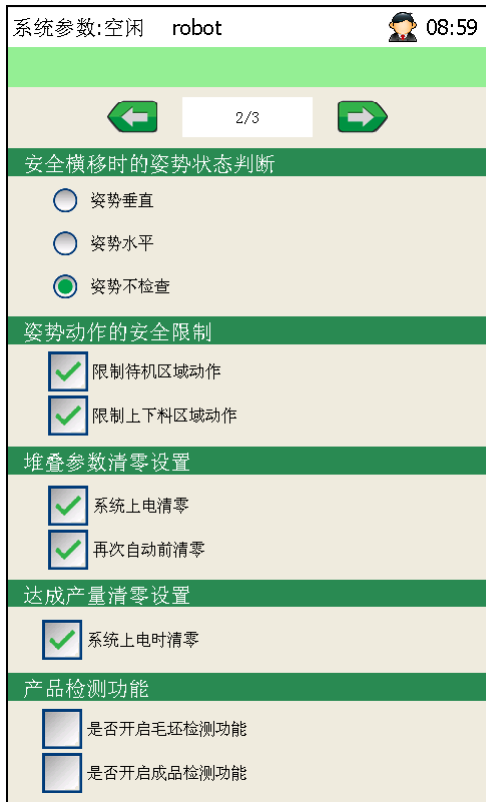 系统参数:空闲 robot 08:59
2/3
安全横移时的姿势状态判断
姿势垂直
姿势水平
姿势不检查
姿势动作的安全限制
限制待机区域动作
限制上下料区域动作
堆叠参数清零设置
系统上电清零
再次自动前清零
达成产量清零设置
系统上电时清零
产品检测功能
是否开启毛坯检测功能
是否开启成品检测功能